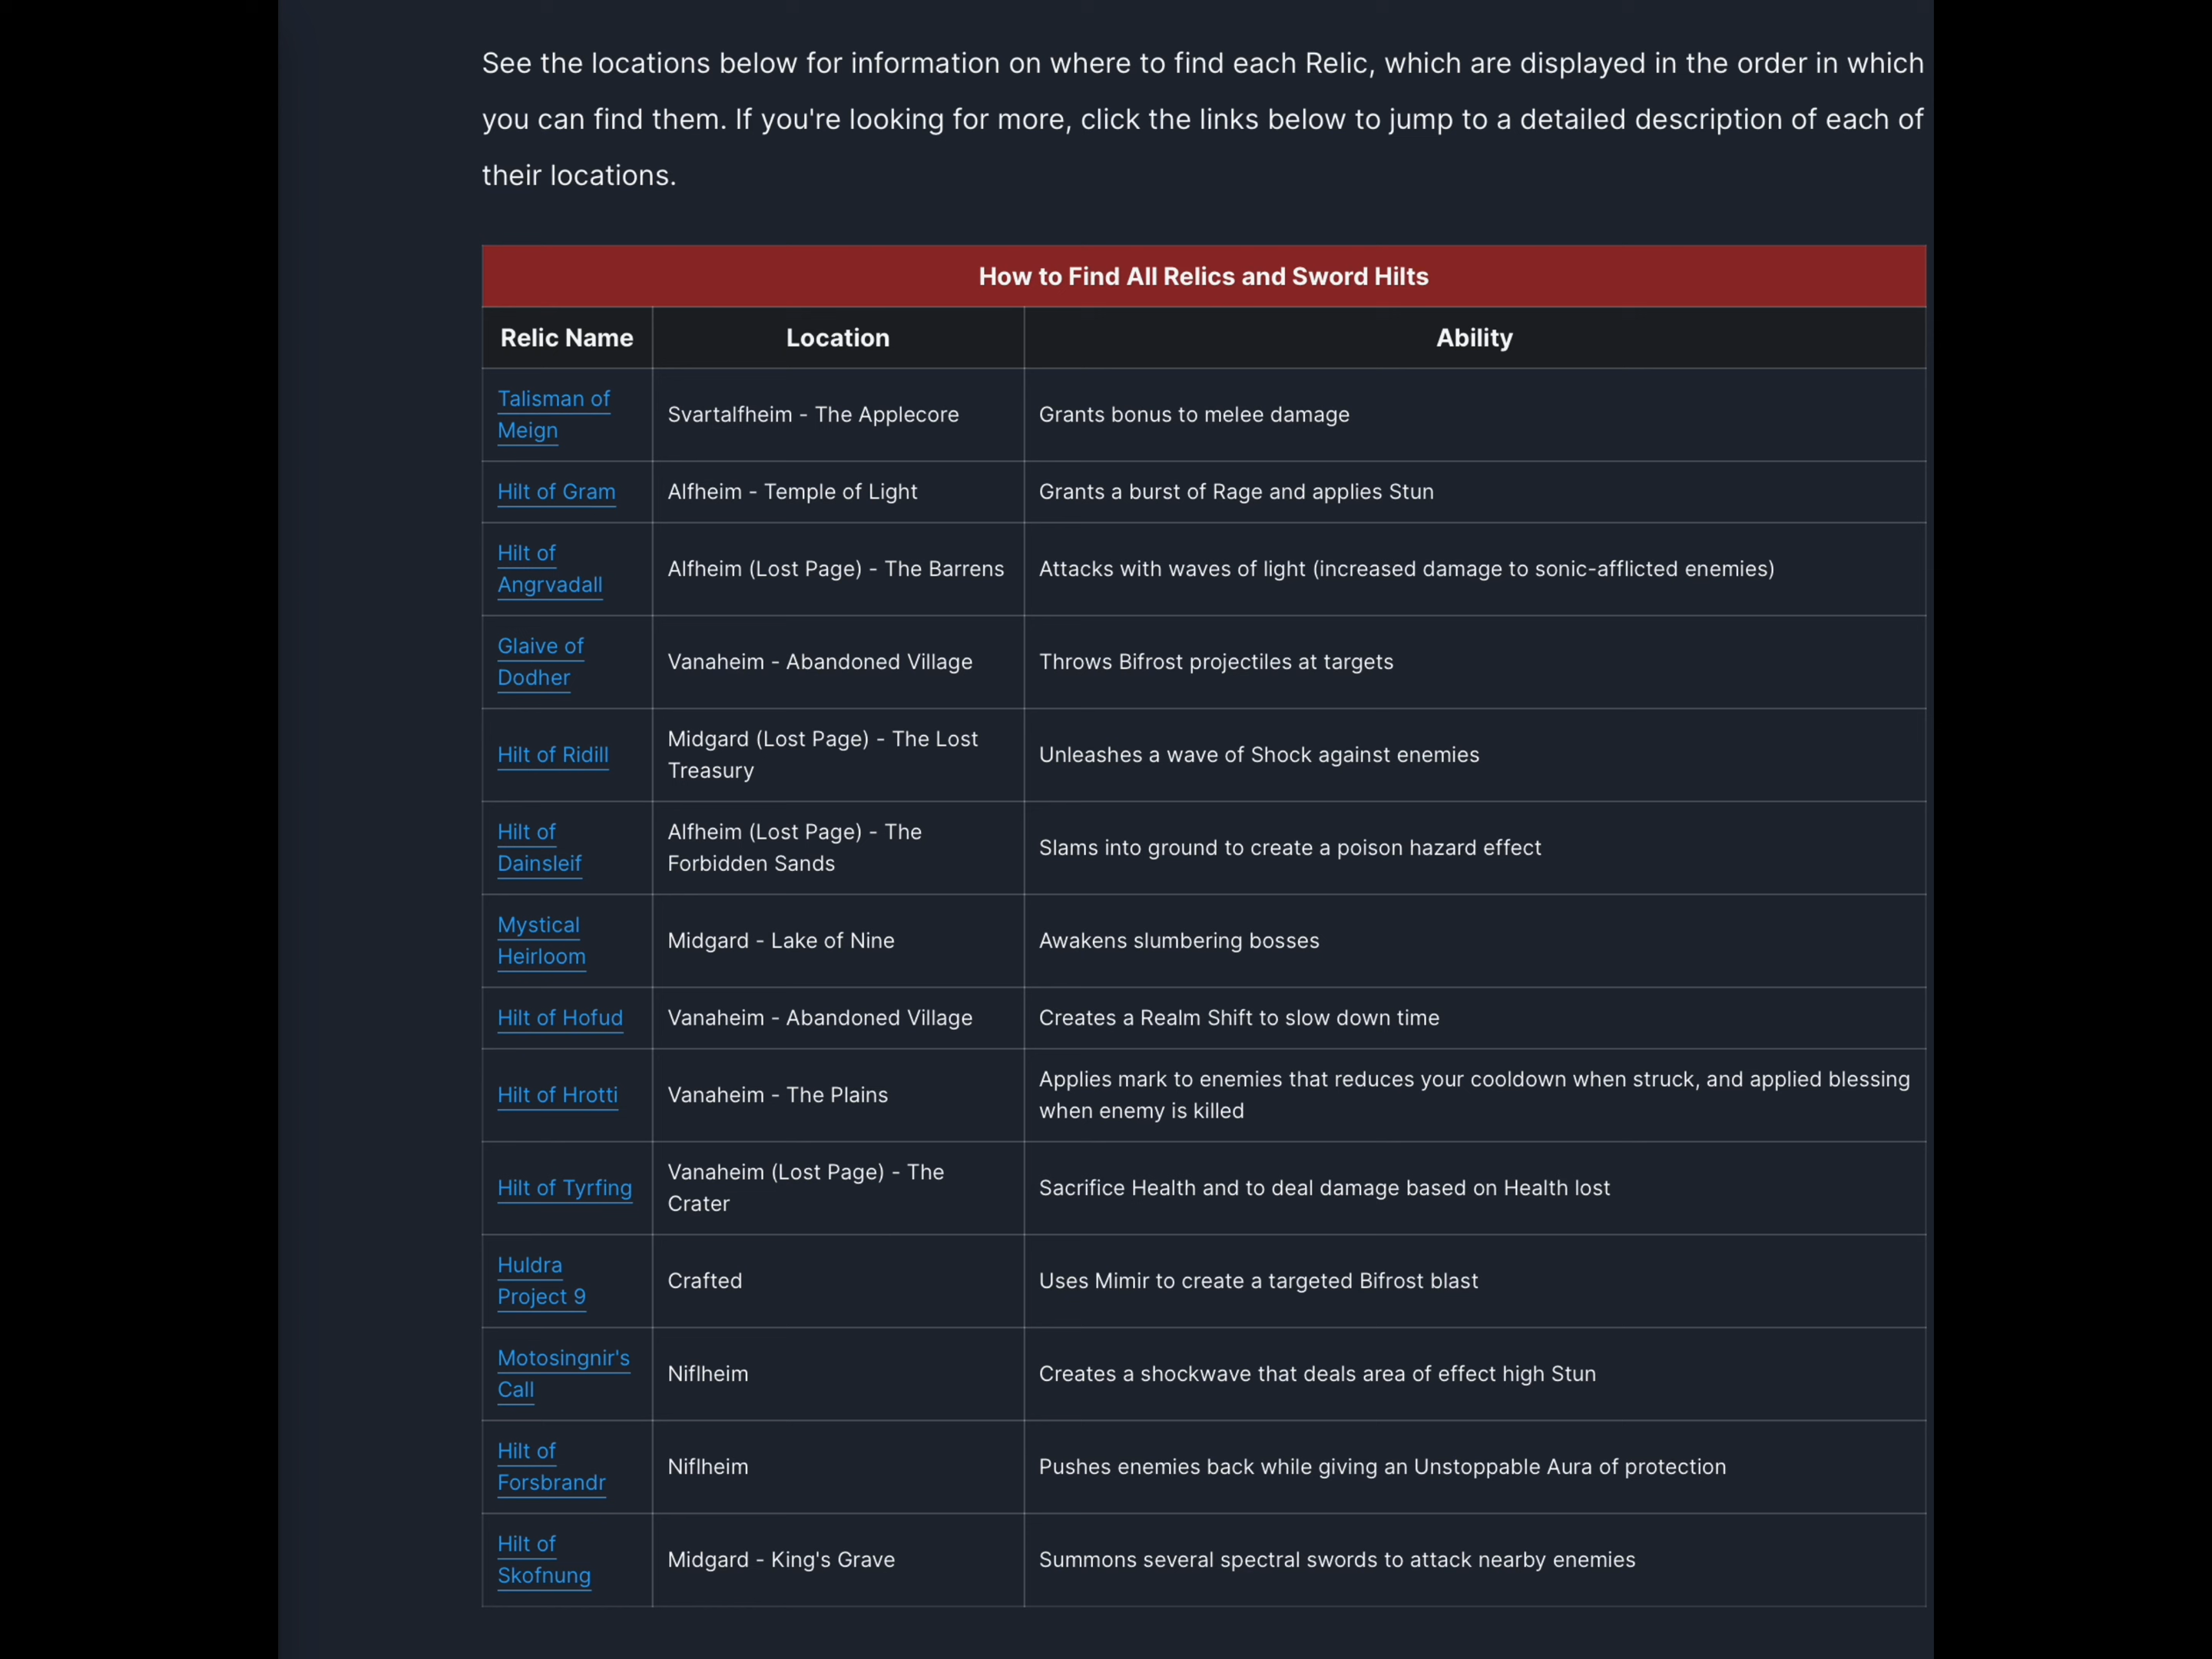 See the locations below for information on where to find each Relic, which are displayed in the order in which
you can find them. If you're looking for more, click the links below to jump to a detailed description of each of
their locations.
How to Find All Relics and Sword Hilts
Relic Name Location Ability
Talisman of
Meign
Svartalfheim - The Applecore
Grants bonus to melee damage
Hilt of Gram
Alfheim - Temple of Light
Grants a burst of Rage and applies Stun
Hilt of
Angrvadall
Alfheim (Lost Page) - The Barrens
Attacks with waves of light (increased damage to sonic-afflicted enemies)
Glaive of
Dodher
Vanaheim - Abandoned Village
Throws Bifrost projectiles at targets
Hilt of Ridill
Midgard (Lost Page) - The Lost
Treasury
Unleashes a wave of Shock against enemies
Hilt of
Dainsleif
Alfheim (Lost Page) - The
Forbidden Sands
Slams into ground to create a poison hazard effect
Mystical
Heirloom
Midgard - Lake of Nine
Awakens slumbering bosses
Hilt of Hofud
Vanaheim - Abandoned Village
Creates a Realm Shift to slow down time
Hilt of Hrotti
Vanaheim - The Plains
Applies mark to enemies that reduces your cooldown when struck, and applied blessing
when enemy is killed
Hilt of Tyrfing
Vanaheim (Lost Page) - The
Crater
Sacrifice Health and to deal damage based on Health lost
Huldra
Project 9
Crafted
Uses Mimir to create a targeted Bifrost blast
Motosingnir's
Call
Niflheim
Creates a shockwave that deals area of effect high Stun
Hilt of
Forsbrandr
Niflheim
Pushes enemies back while giving an Unstoppable Aura of protection
Hilt of
Skofnung
Midgard - King's Grave
Summons several spectral swords to attack nearby enemies